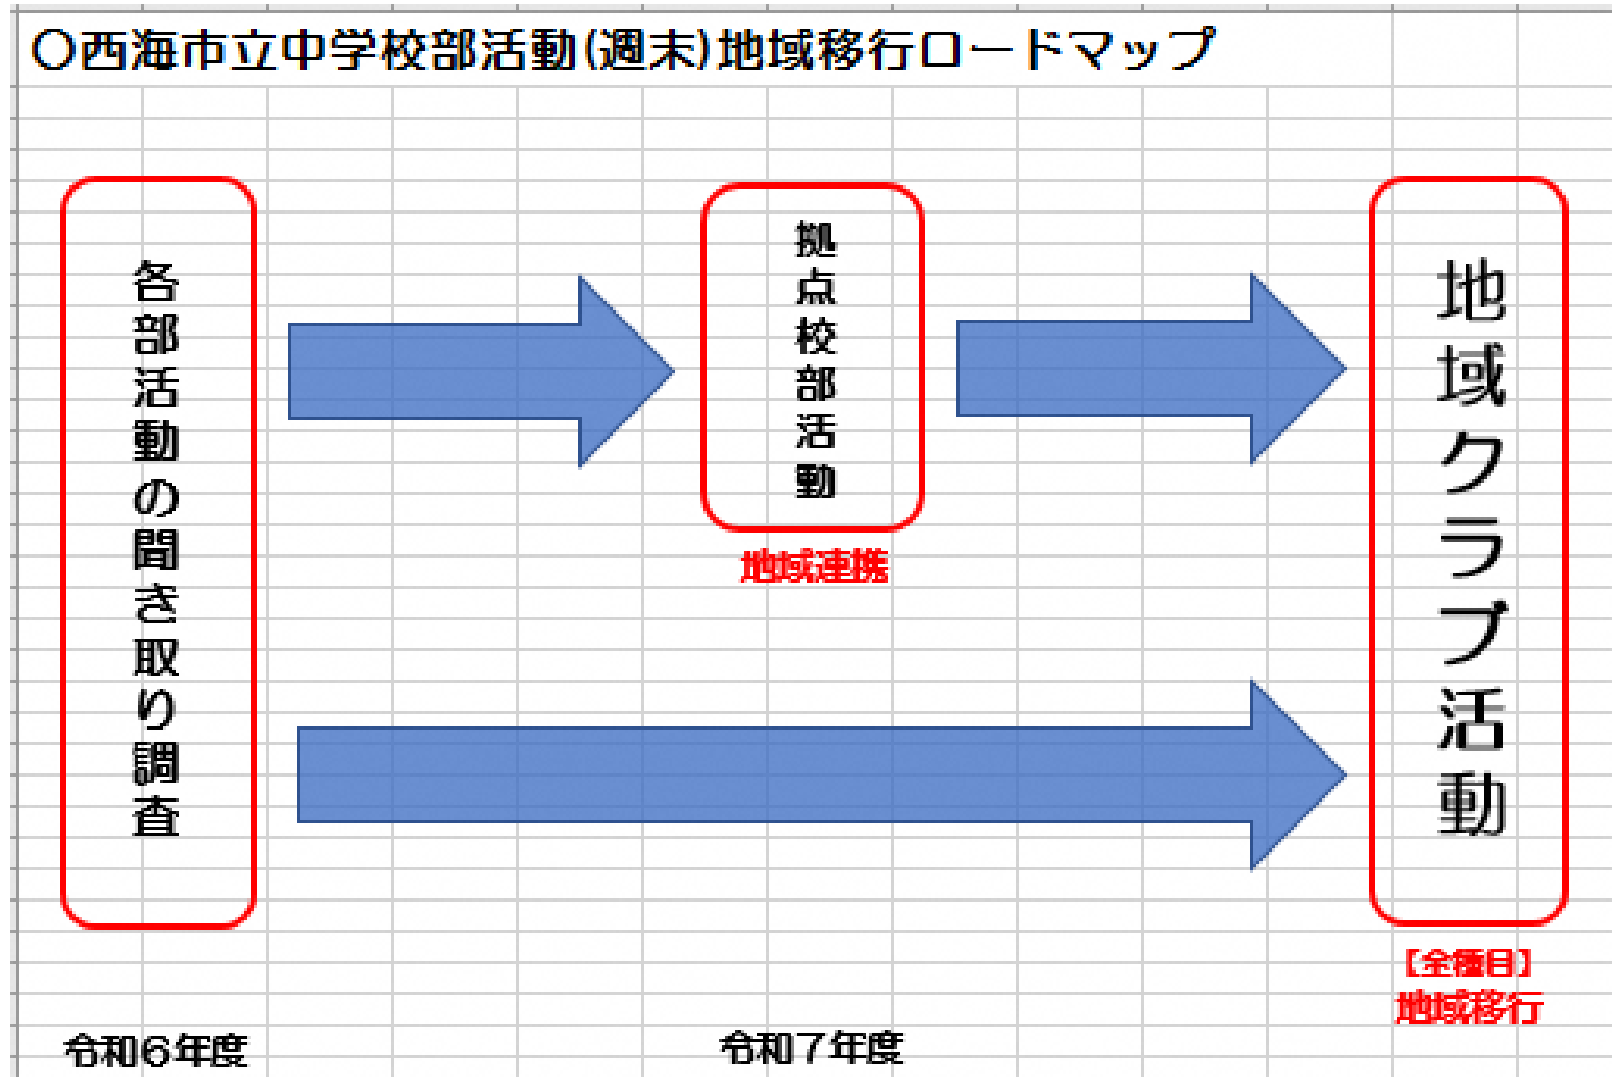 〇西海市立中学校部活動(週末)地域移行ロードマップ
各部活動の聞き取り調査
拠点校部活動
地域連携
地域クラブ活動
【全種目】
地域移行
令和6年度
令和7年度